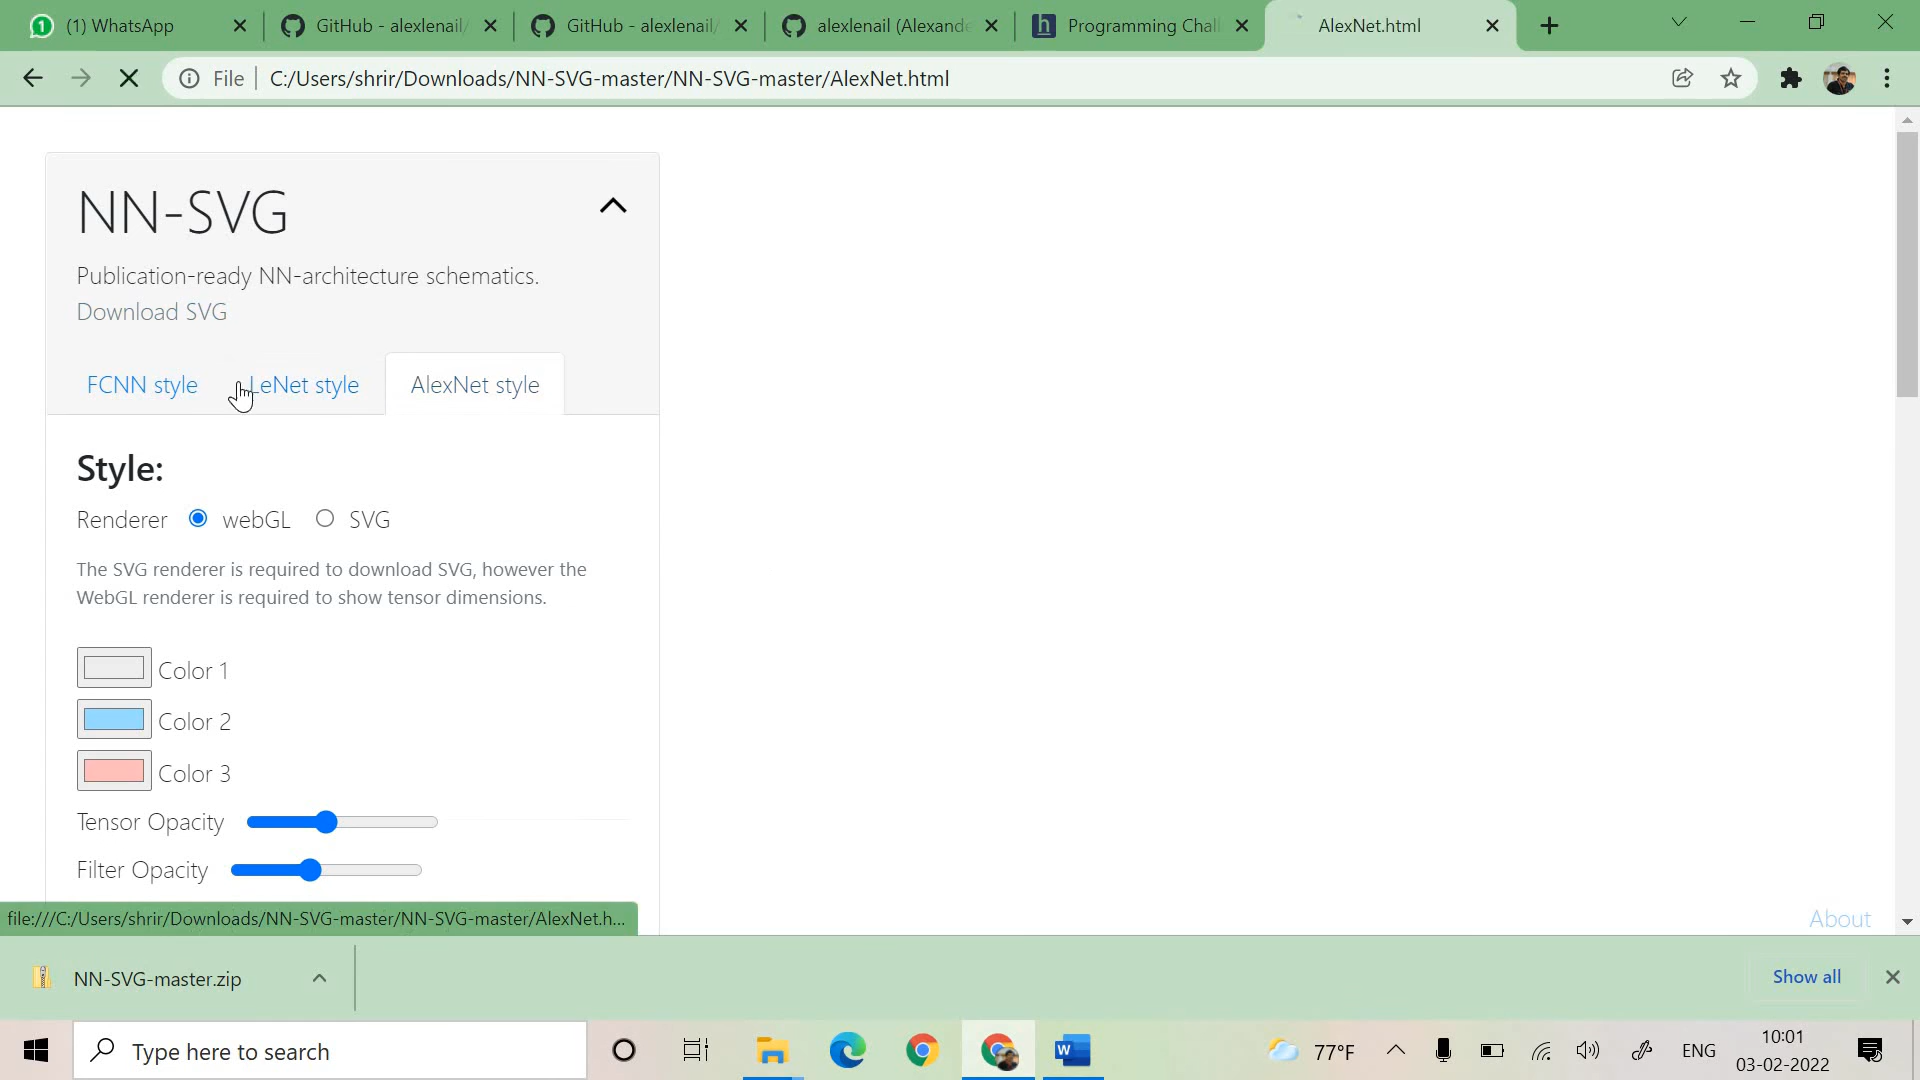 (1) WhatsApp
GitHub - alexlenail/
GitHub - alexlenail/
alexlenail (Alexande
Programming Chall
AlexNet.html
File
C:/Users/shrir/Downloads/NN-SVG-master/NN-SVG-master/AlexNet.html
NN-SVG
Publication-ready NN-architecture schematics.
Download SVG
FCNN style
LeNet style
AlexNet style
Style:
Renderer webGL SVG
The SVG renderer is required to download SVG, however the
WebGL renderer is required to show tensor dimensions.
Color 1
Color 2
Color 3
Tensor Opacity
Filter Opacity
file:///C:/Users/shrir/Downloads/NN-SVG-master/NN-SVG-master/AlexNet.h...
About
NN-SVG-master.zip
Show all
Type here to search
77°F
ENG
10:01
03-02-2022